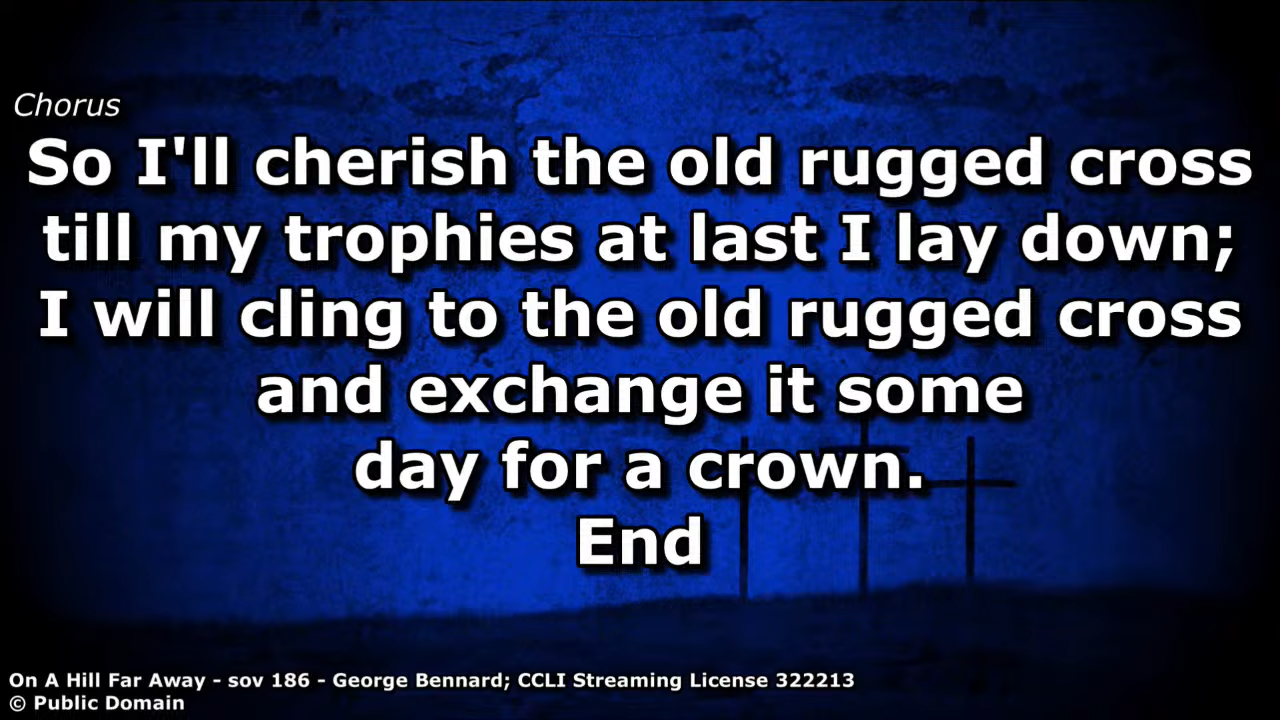 Chorus
So I'll cherish the old rugged cross
till my trophies at last I lay down;
I will cling to the old rugged cross
and exchange it some
day for a crown.
End
On A Hill Far Away - sov 186 - George Bennard; CCLI Streaming License 322213
© Public Domain